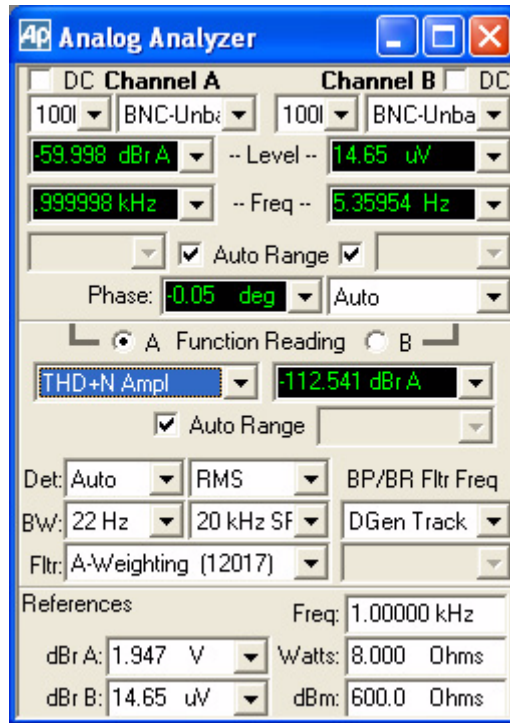 Ap Analog Analyzer
DC Channel A Channel B DC
BNC-Unba BNC-Unba
-59.998 dBr A -- Level -- 14.65 uV
.999998 kHz -- Freq -- 5.35954 Hz
Auto Range
Phase: -0.05 deg Auto
A Function Reading B
THD+N Ampl -112.541 dBr A
Auto Range
Det: Auto RMS BP/BR Fltr Freq
BW: 22 Hz 20 kHz DGen Track
Fltr: A-Weighting (12017)
References Freq: 1.00000 kHz
dBr A: 1.947 V Watts: 8.000 Ohms
dBr B: 14.65 uV dBm: 600.0 Ohms